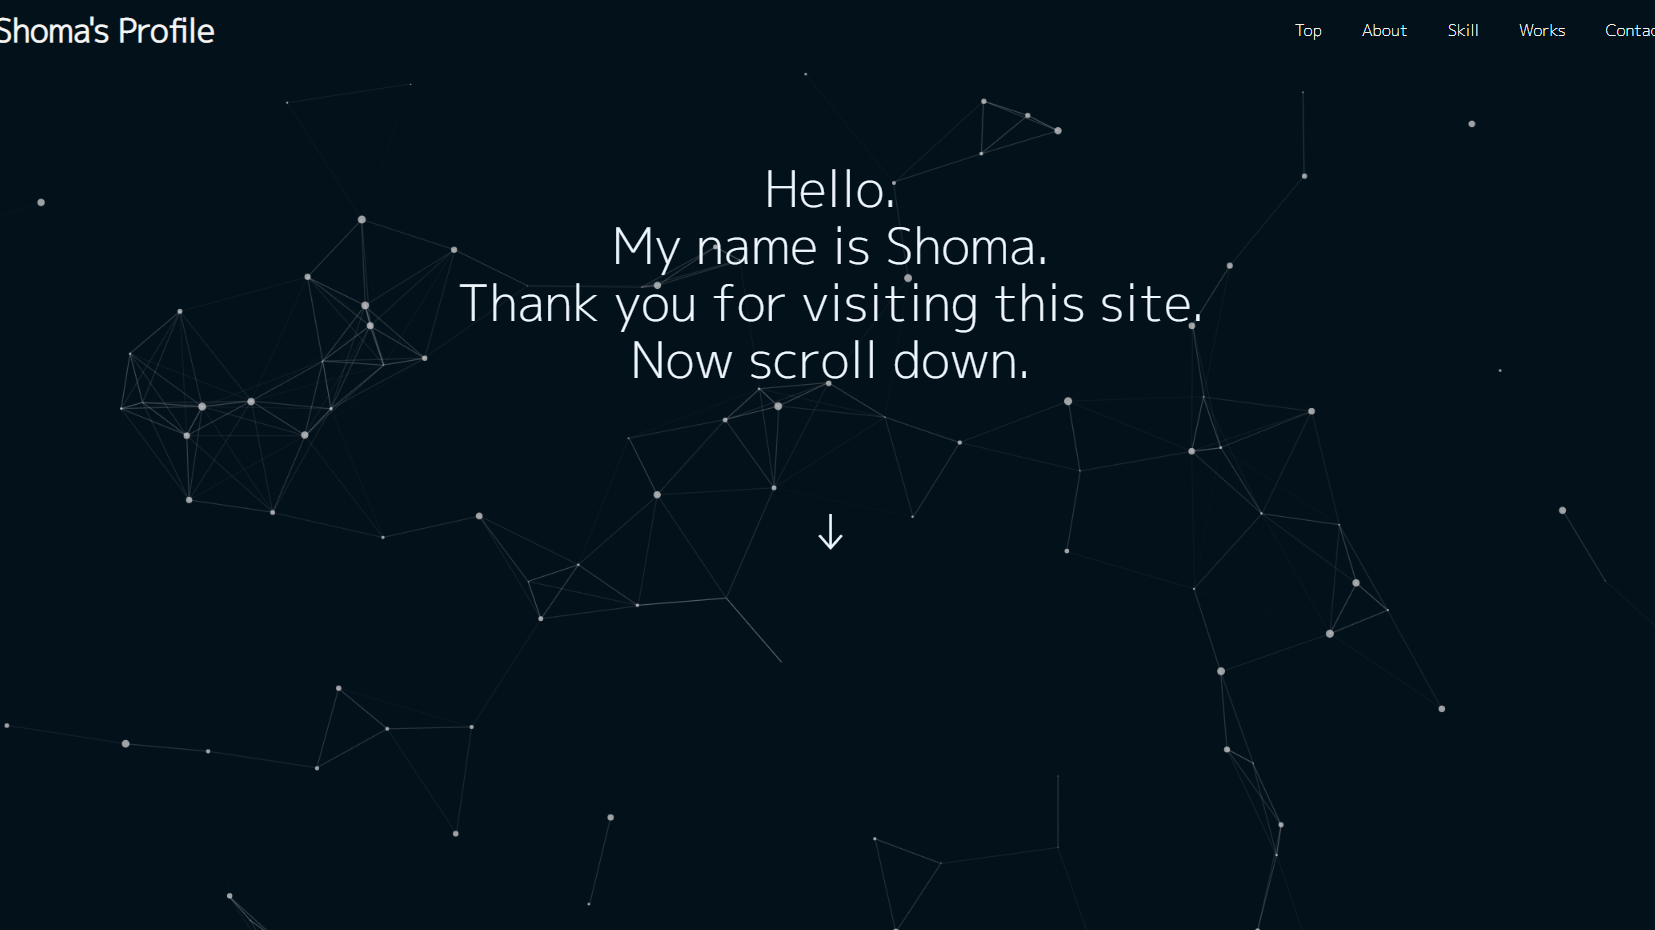 Shoma's Profile
Top About Skill Works Contac
Hello.
My name is Shoma.
Thank you for visiting this site.
Now scroll down.